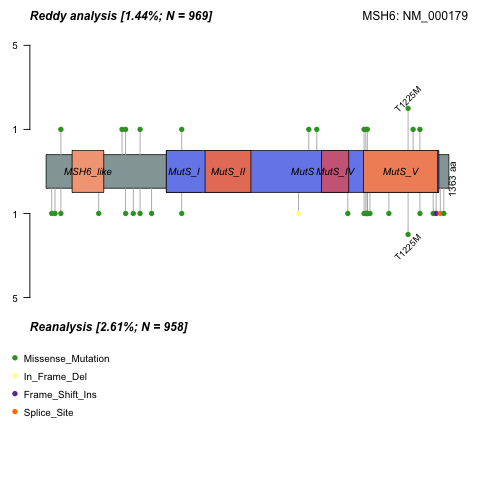 Reddy analysis [1.44%; N = 969]
MSH6: NM_000179
5
T1225M
1
MSH6_like
MutS_I
MutS_II
MutS
MutS_IV
MutS_V
1363 aa
1
T1225M
5
Reanalysis [2.61%; N = 958]
Missense_Mutation
In_Frame_Del
Frame_Shift_Ins
Splice_Site